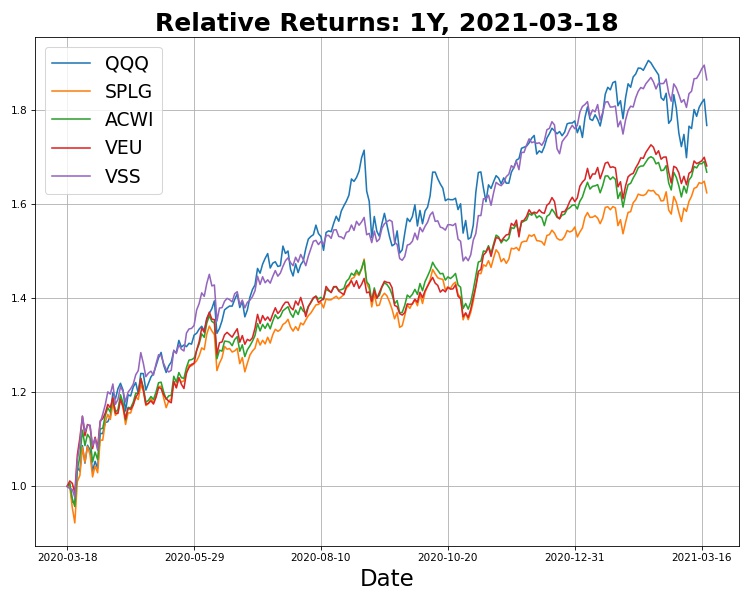 Relative Returns: 1Y, 2021-03-18
QQQ
SPLG
ACWI
VEU
VSS
1.8
1.6
1.4
1.2
1.0
2020-03-18
2020-05-29
2020-08-10
2020-10-20
2020-12-31
2021-03-16
Date